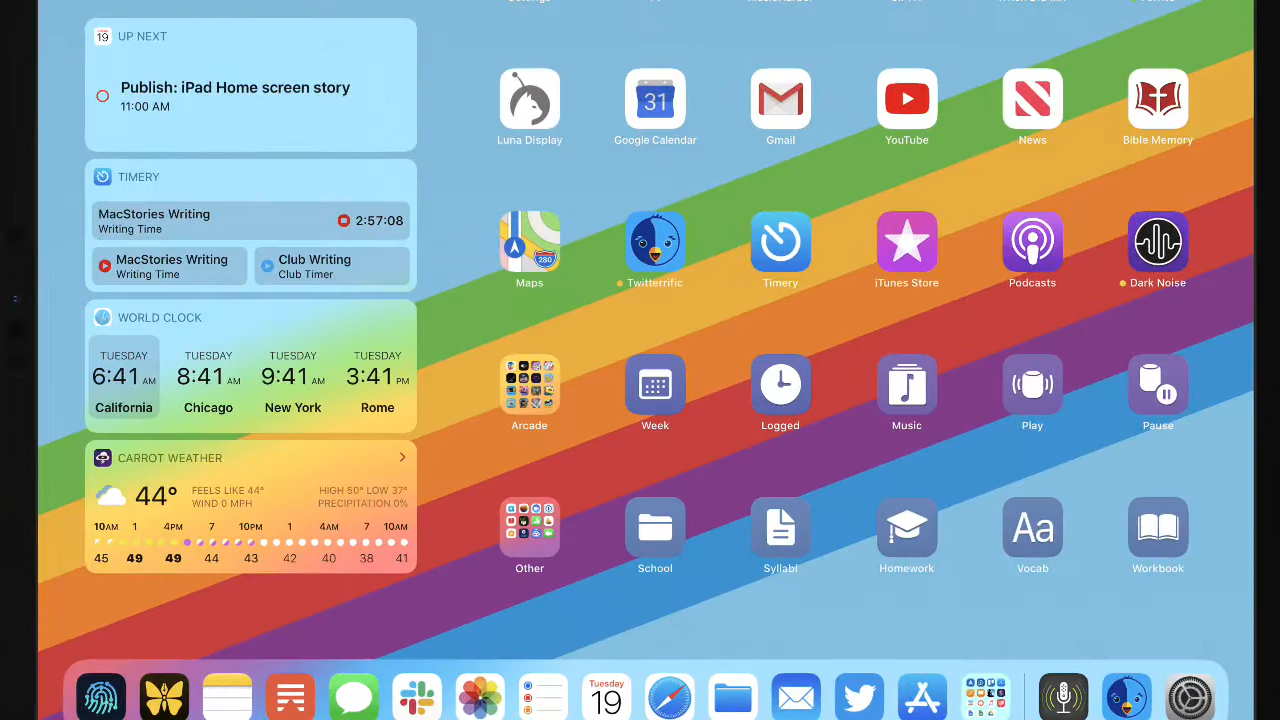 19 UP NEXT
Publish: iPad Home screen story
11:00 AM
TIMERY
MacStories Writing
Writing Time
2:57:08
MacStories Writing
Writing Time
Club Writing
Club Timer
WORLD CLOCK
TUESDAY TUESDAY TUESDAY TUESDAY
6:41 AM 8:41 AM 9:41 AM 3:41 PM
California Chicago New York Rome
CARROT WEATHER
44° FEELS LIKE 44° HIGH 50° LOW 37°
WIND 0 MPH PRECIPITATION 0%
10AM 1 4PM 7 10PM 1 4AM 7 10AM
45 49 49 44 43 42 40 38 41
31
Luna Display Google Calendar Gmail YouTube News Bible Memory
280
Maps Twitterrific Timery iTunes Store Podcasts Dark Noise
Arcade Week Logged Music Play Pause
Aa
Other School Syllabi Homework Vocab Workbook
Tuesday
19